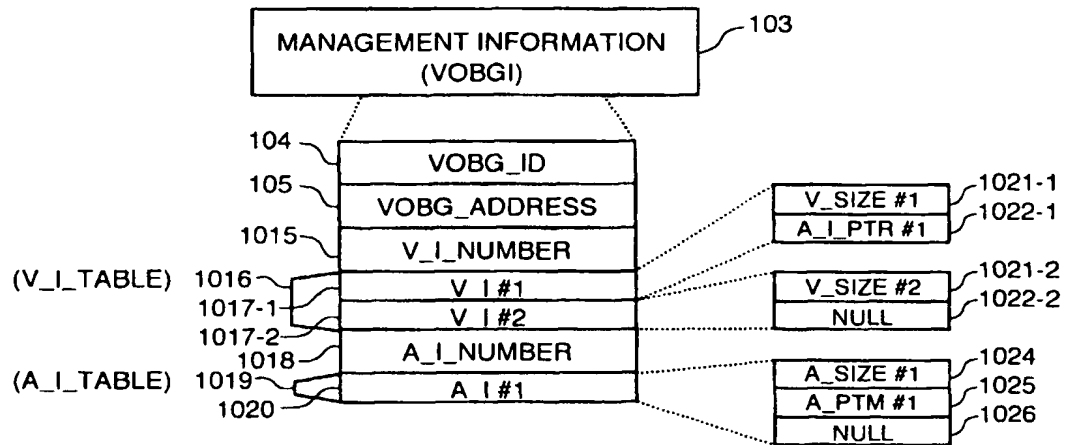 MANAGEMENT INFORMATION
(VOBGI)
103
104
VOBG_ID
105
VOBG_ADDRESS
1015
V_I_NUMBER
(V_I_TABLE)
1016
1017-1
V_I #1
1017-2
V_I #2
1018
A_I_NUMBER
(A_I_TABLE)
1019
1020
A_I #1
V_SIZE #1
1021-1
A_I_PTR #1
1022-1
V_SIZE #2
1021-2
NULL
1022-2
A_SIZE #1
1024
A_PTM #1
1025
NULL
1026